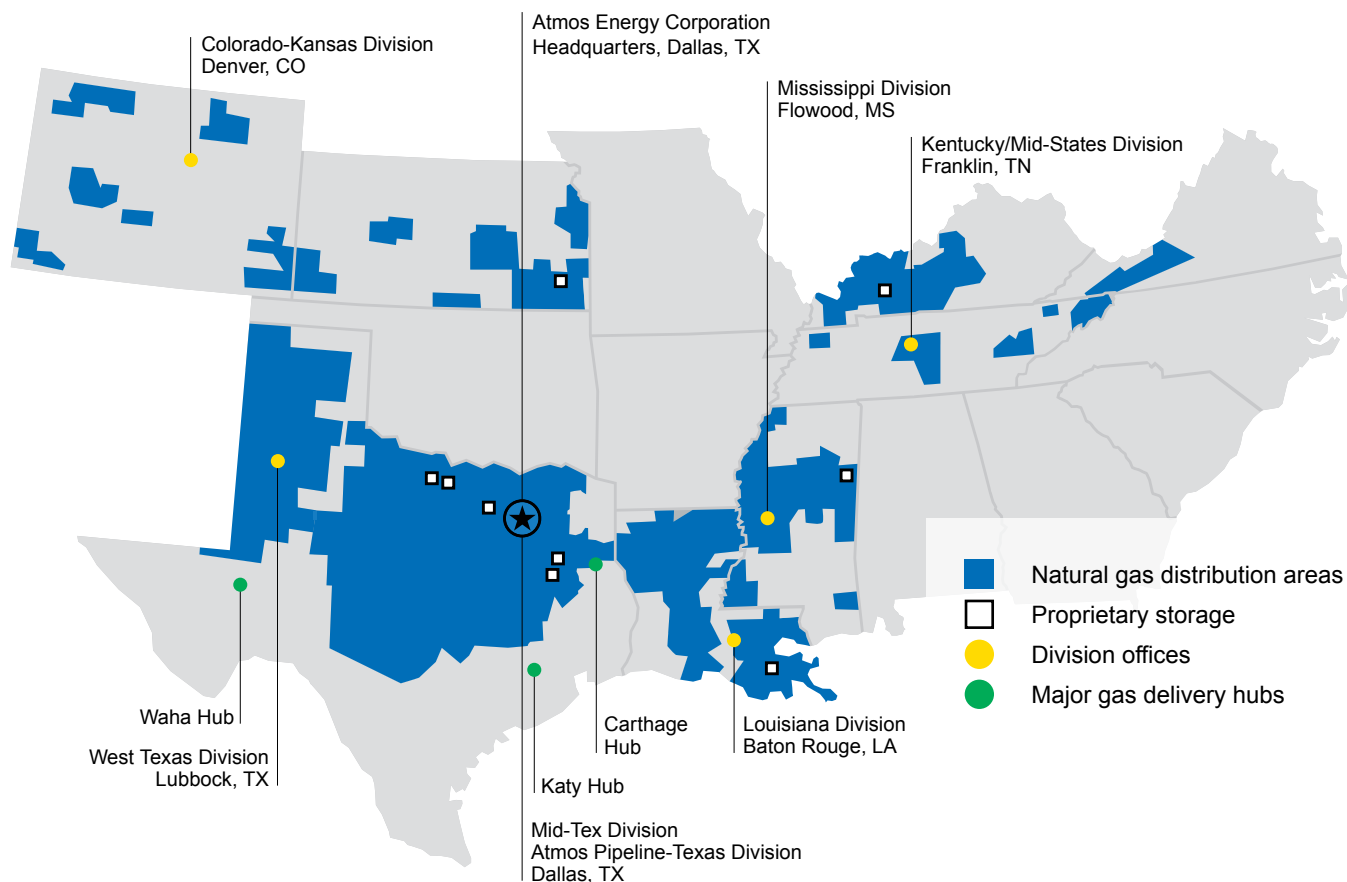 Atmos Energy Corporation
Headquarters, Dallas, TX
Colorado-Kansas Division
Denver, CO
Mississippi Division
Flowood, MS
Kentucky/Mid-States Division
Franklin, TN
Natural gas distribution areas
Proprietary storage
Division offices
Major gas delivery hubs
Waha Hub
West Texas Division
Lubbock, TX
Carthage
Hub
Louisiana Division
Baton Rouge, LA
Katy Hub
Mid-Tex Division
Atmos Pipeline-Texas Division
Dallas, TX